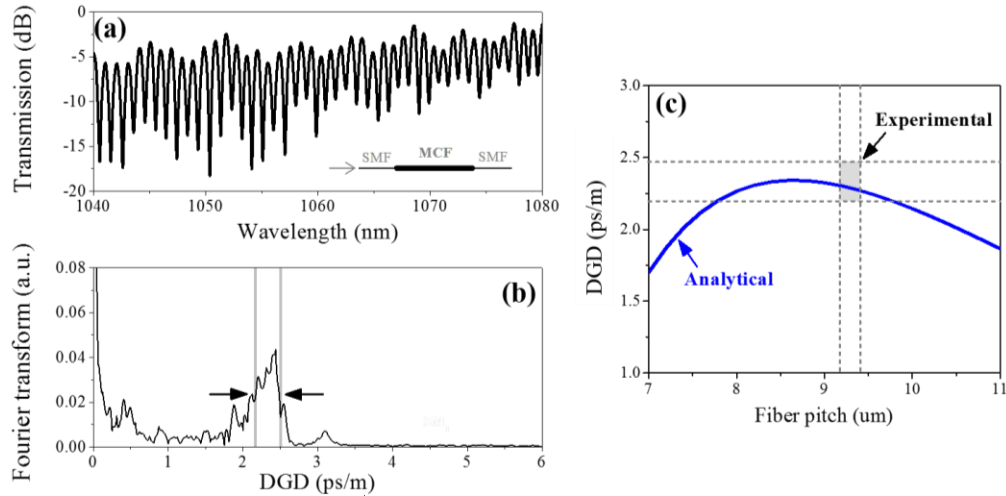 (a)
Transmission (dB)
0
-5
-10
-15
-20
SMF MCF SMF
1040 1050 1060 1070 1080
Wavelength (nm)
(b)
Fourier transform (a.u.)
0.08
0.06
0.04
0.02
0.00
0 1 2 3 4 5 6
DGD (ps/m)
(c)
DGD (ps/m)
3.0
2.5
2.0
1.5
1.0
Experimental
Analytical
7 8 9 10 11
Fiber pitch (um)